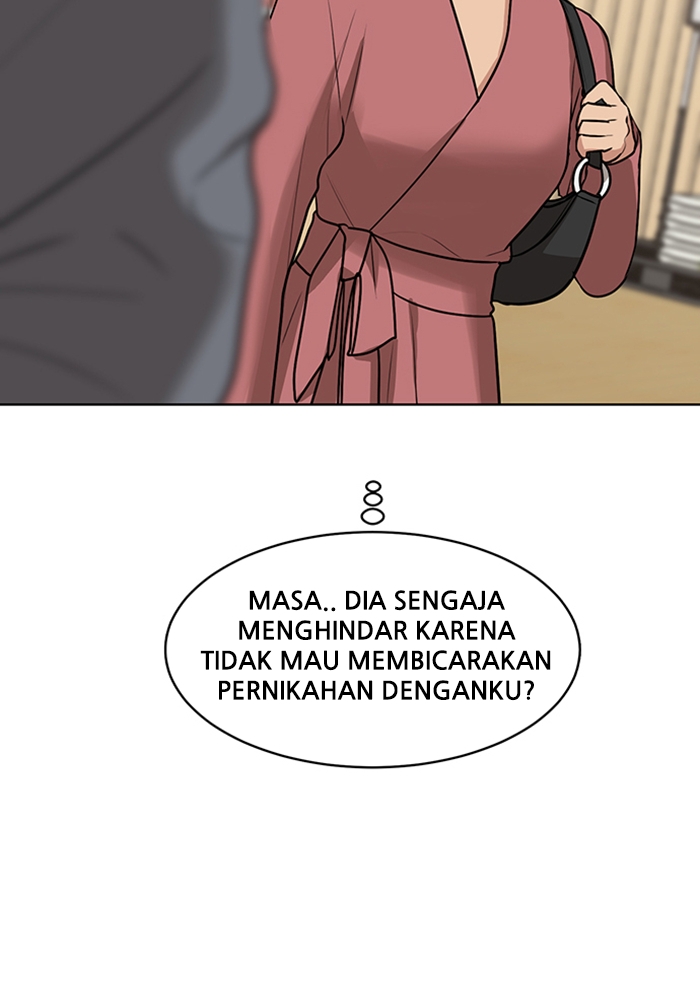 MASA.. DIA SENGAJA
MENGHINDAR KARENA
TIDAK MAU MEMBICARAKAN
PERNIKAHAN DENGANKU?